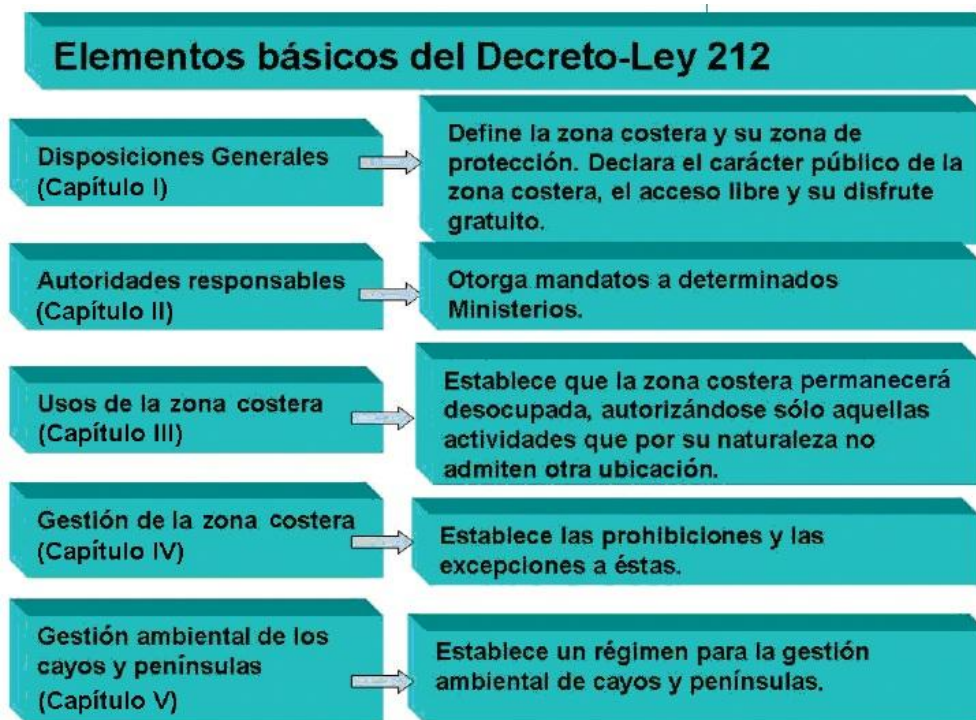 Elementos básicos del Decreto-Ley 212
Disposiciones Generales
(Capítulo I)
Define la zona costera y su zona de
protección. Declara el carácter público de la
zona costera, el acceso libre y su disfrute
gratuito.
Autoridades responsables
(Capítulo II)
Otorga mandatos a determinados
Ministerios.
Usos de la zona costera
(Capítulo III)
Establece que la zona costera permanecerá
desocupada, autorizándose sólo aquellas
actividades que por su naturaleza no
admiten otra ubicación.
Gestión de la zona costera
(Capítulo IV)
Establece las prohibiciones y las
excepciones a éstas.
Gestión ambiental de los
cayos y penínsulas
(Capítulo V)
Establece un régimen para la gestión
ambiental de cayos y penínsulas.